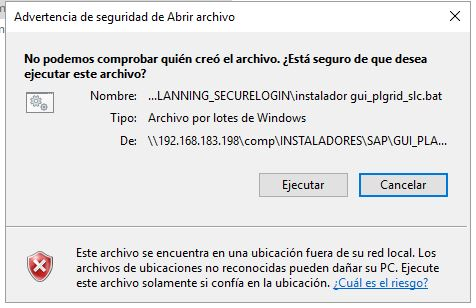 Advertencia de seguridad de Abrir archivo
No podemos comprobar quién creó el archivo. ¿Está seguro de que desea
ejecutar este archivo?
Nombre: ...LANNING_SECURELOGIN\instalador gui_plgrid_slc.bat
Tipo: Archivo por lotes de Windows
De: \\192.168.183.198\comp\INSTALADORES\SAP\GUI_PLA...
Ejecutar Cancelar
Este archivo se encuentra en una ubicación fuera de su red local. Los
archivos de ubicaciones no reconocidas pueden dañar su PC. Ejecute
este archivo solamente si confía en la ubicación. ¿Cuál es el riesgo?